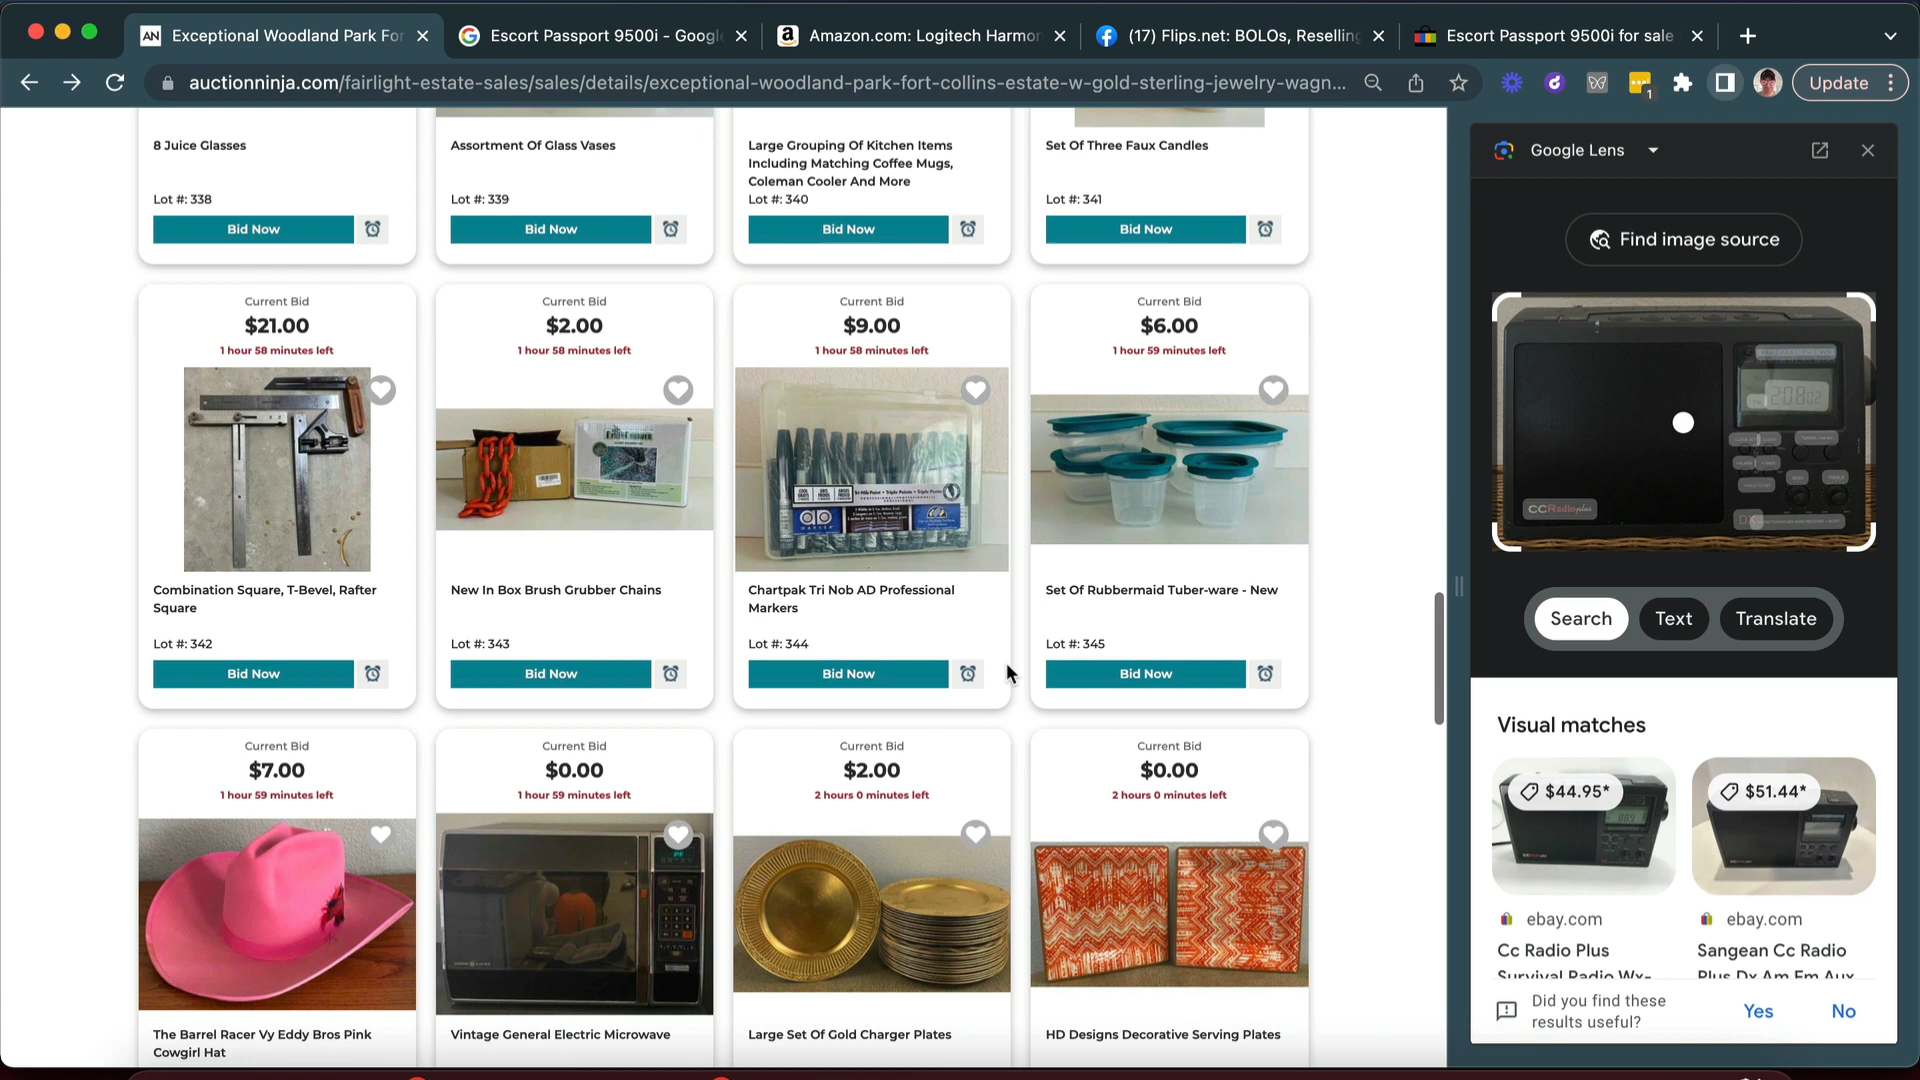 Exceptional Woodland Park For
Escort Passport 9500i - Google
Amazon.com: Logitech Harmon
(17) Flips.net: BOLOs, Reselling
Escort Passport 9500i for sale
auctionninja.com/fairlight-estate-sales/sales/details/exceptional-woodland-park-fort-collins-estate-w-gold-sterling-jewelry-wagn...
1
Update
8 Juice Glasses
Lot #: 338
Bid Now
Assortment Of Glass Vases
Lot #: 339
Bid Now
Large Grouping Of Kitchen Items
Including Matching Coffee Mugs,
Coleman Cooler And More
Lot #: 340
Bid Now
Set Of Three Faux Candles
Lot #: 341
Bid Now
Current Bid
$21.00
1 hour 58 minutes left
Combination Square, T-Bevel, Rafter
Square
Lot #: 342
Bid Now
Current Bid
$2.00
1 hour 58 minutes left
New In Box Brush Grubber Chains
Lot #: 343
Bid Now
Current Bid
$9.00
1 hour 58 minutes left
Chartpak Tri Nob AD Professional
Markers
Lot #: 344
Bid Now
Current Bid
$6.00
1 hour 59 minutes left
Set Of Rubbermaid Tuber-ware - New
Lot #: 345
Bid Now
Current Bid
$7.00
1 hour 59 minutes left
The Barrel Racer Vy Eddy Bros Pink
Cowgirl Hat
Current Bid
$0.00
1 hour 59 minutes left
Vintage General Electric Microwave
Current Bid
$2.00
2 hours 0 minutes left
Large Set Of Gold Charger Plates
Current Bid
$0.00
2 hours 0 minutes left
HD Designs Decorative Serving Plates
Google Lens
Find image source
CCRadioplus
Search
Text
Translate
Visual matches
$44.95*
ebay.com
Cc Radio Plus
Survival Radio Wx-
$51.44*
ebay.com
Sangean Cc Radio
Plus Dx Am Fm Aux
Did you find these
results useful?
Yes
No